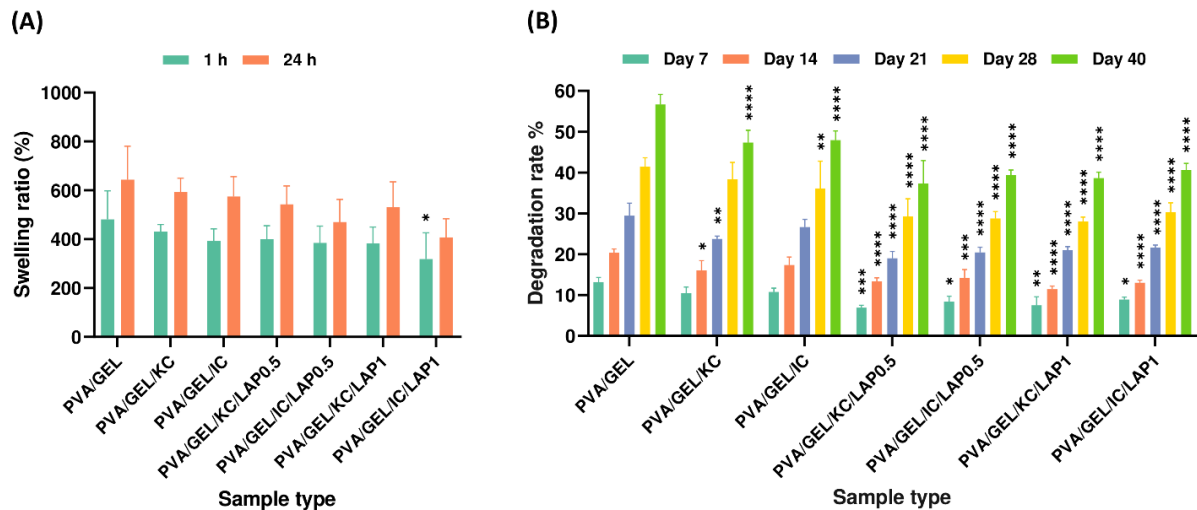 (A)
1 h 24 h
Swelling ratio (%)
1000
800
600
400
200
0
*
PVA/GEL
PVA/GEL/KC
PVA/GEL/IC
PVA/GEL/KC/LAP0.5
PVA/GEL/IC/LAP0.5
PVA/GEL/KC/LAP1
PVA/GEL/IC/LAP1
Sample type
(B)
Day 7 Day 14 Day 21 Day 28 Day 40
Degradation rate %
60
50
40
30
20
10
0
*
**
****
**
****
***
****
****
****
****
*
***
****
****
****
**
****
****
****
****
*
****
****
****
****
PVA/GEL
PVA/GEL/KC
PVA/GEL/IC
PVA/GEL/KC/LAP0.5
PVA/GEL/IC/LAP0.5
PVA/GEL/KC/LAP1
PVA/GEL/IC/LAP1
Sample type